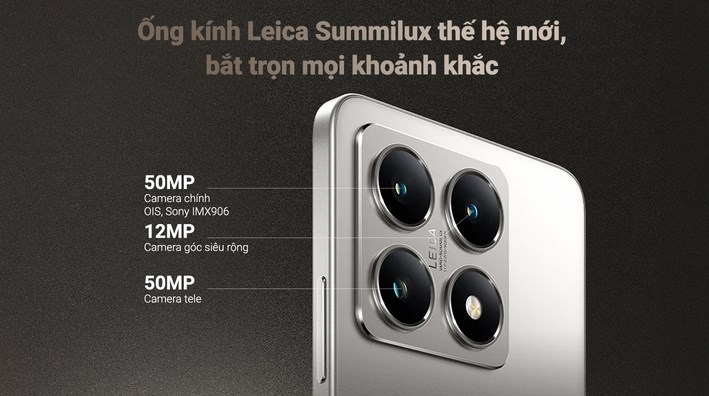 Ống kính Leica Summilux thế hệ mới,
bắt trọn mọi khoảnh khắc
50MP
Camera chính
OIS, Sony IMX906
12MP
Camera góc siêu rộng
50MP
Camera tele
LEICA